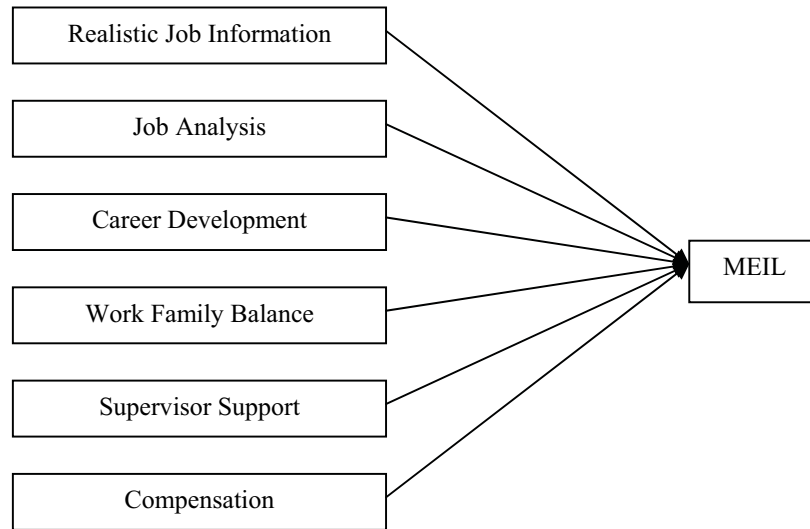 Realistic Job Information
Job Analysis
Career Development
MEIL
Work Family Balance
Supervisor Support
Compensation